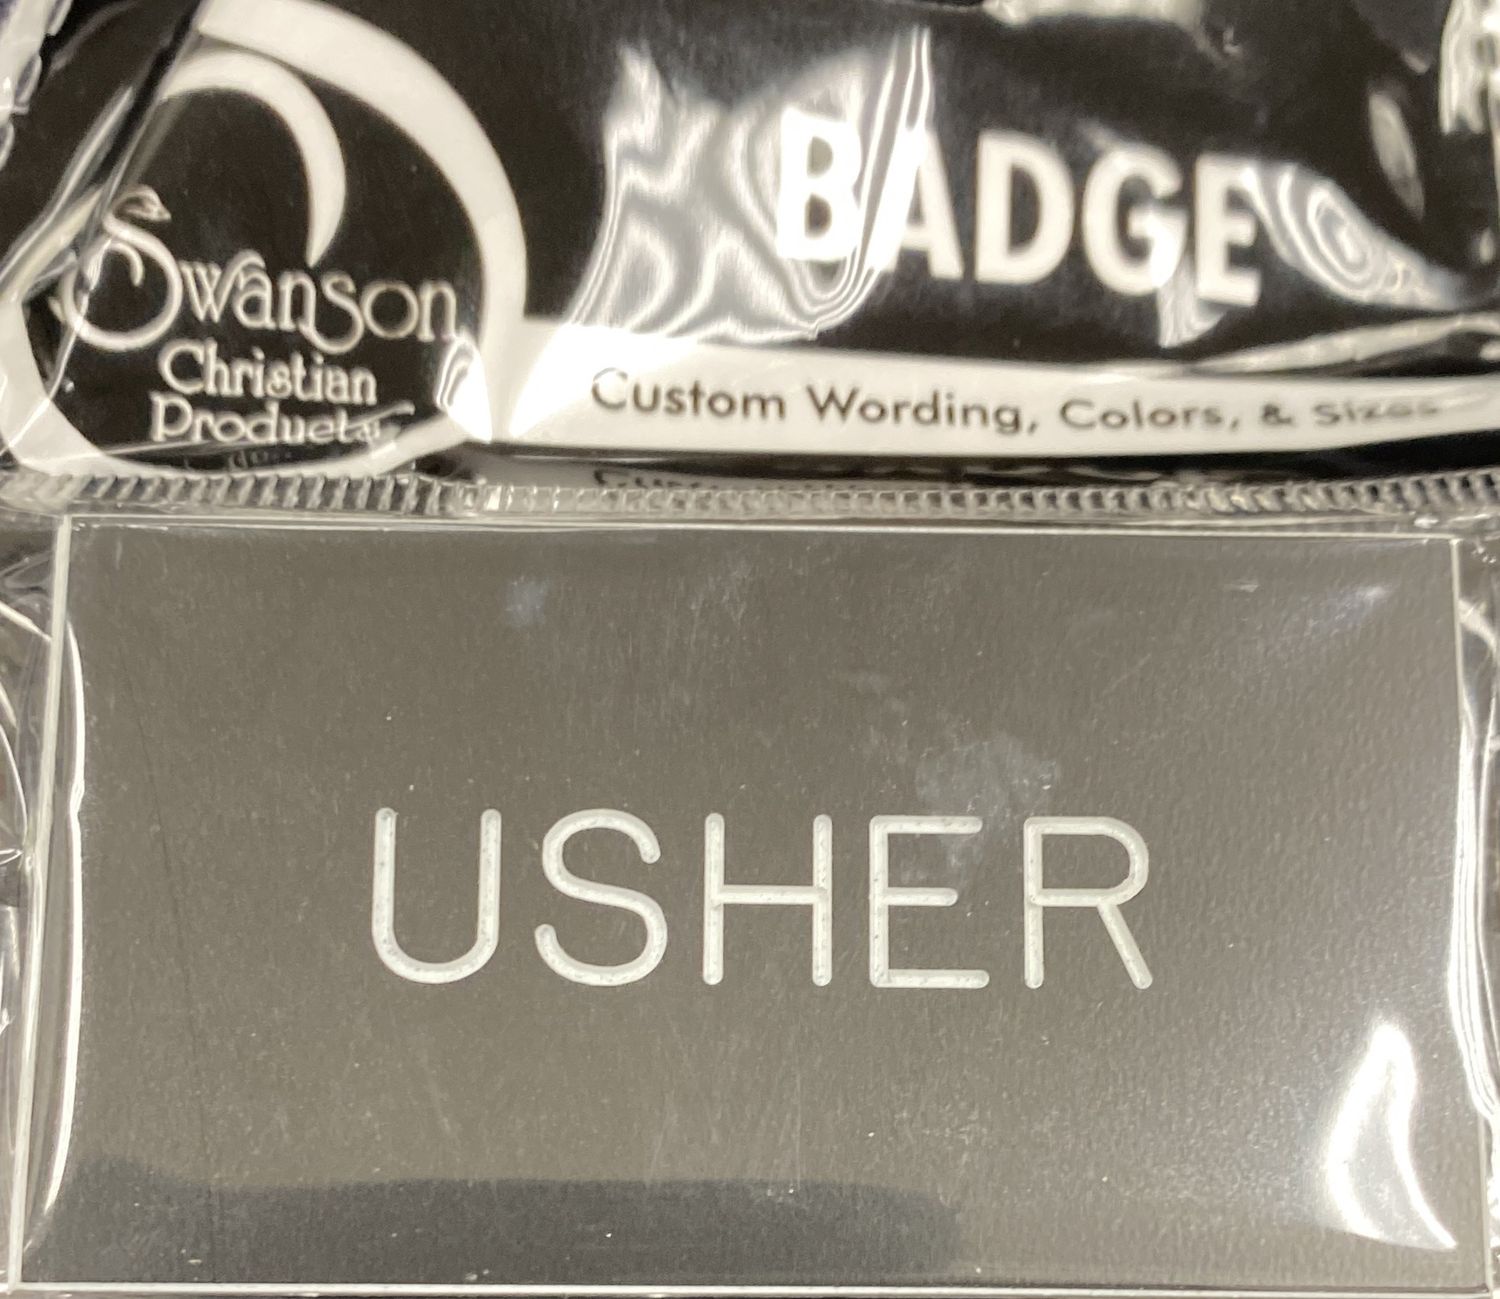 BADGE
Swanson
Christian
Products
Custom Wording, Colors, & Sizes
USHER